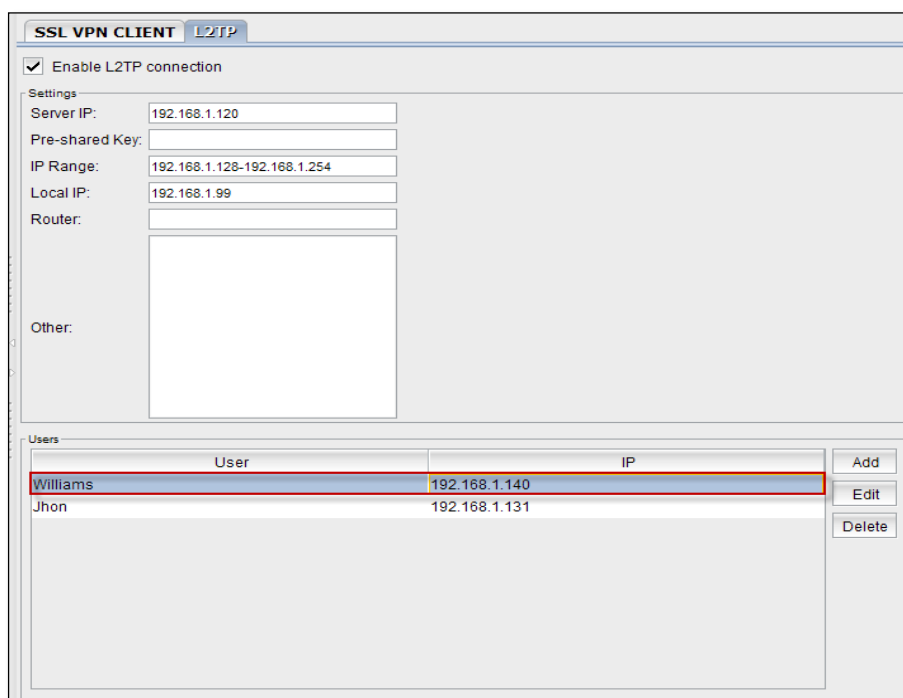 SSL VPN CLIENT L2TP
Enable L2TP connection
Settings
Server IP: 192.168.1.120
Pre-shared Key:
IP Range: 192.168.1.128-192.168.1.254
Local IP: 192.168.1.99
Router:
Other:
Users
User IP Add
Williams 192.168.1.140 Edit
Jhon 192.168.1.131
Delete